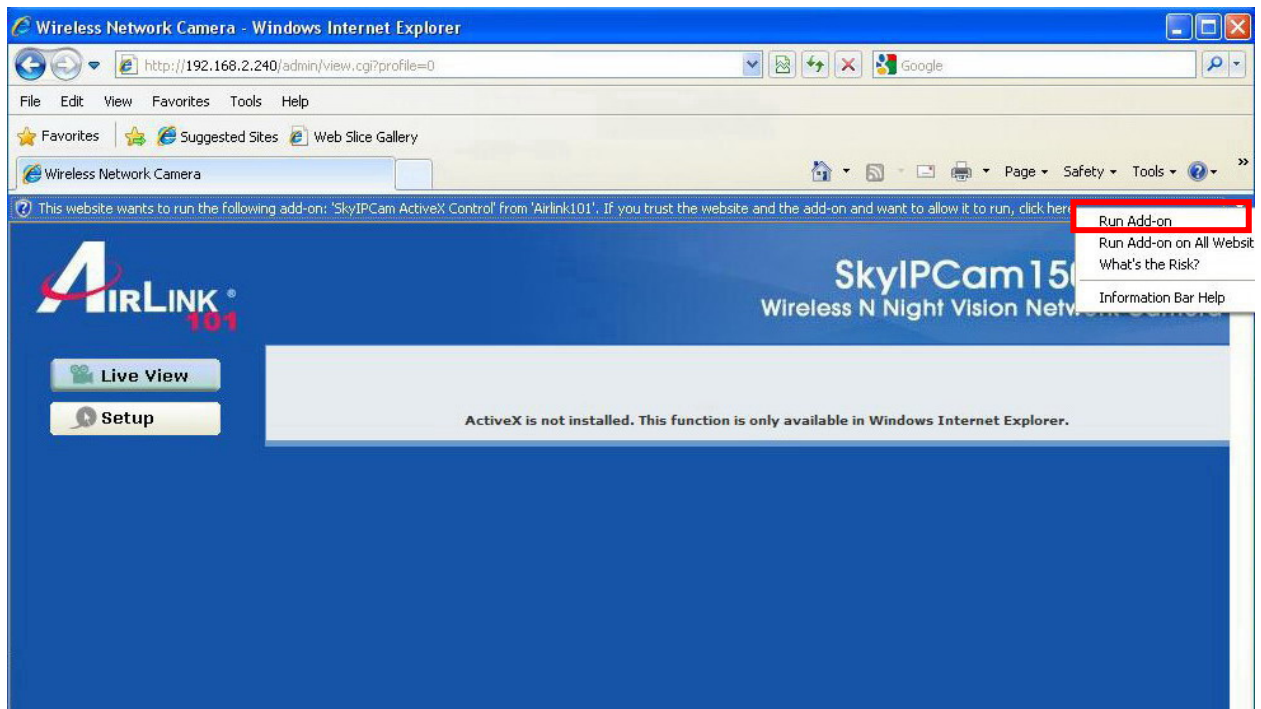 Wireless Network Camera - Windows Internet Explorer
http://192.168.2.240/admin/view.cgi?profile=0
Google
File Edit View Favorites Tools Help
Favorites Suggested Sites Web Slice Gallery
Wireless Network Camera
Page Safety Tools
This website wants to run the following add-on: 'SkyIPCam ActiveX Control' from 'Airlink101'. If you trust the website and the add-on and want to allow it to run, click here
Run Add-on
Run Add-on on All Websit
What's the Risk?
Information Bar Help
AIRLINK ®
101
SkyIPCam15
Wireless N Night Vision Net
Live View
Setup
ActiveX is not installed. This function is only available in Windows Internet Explorer.